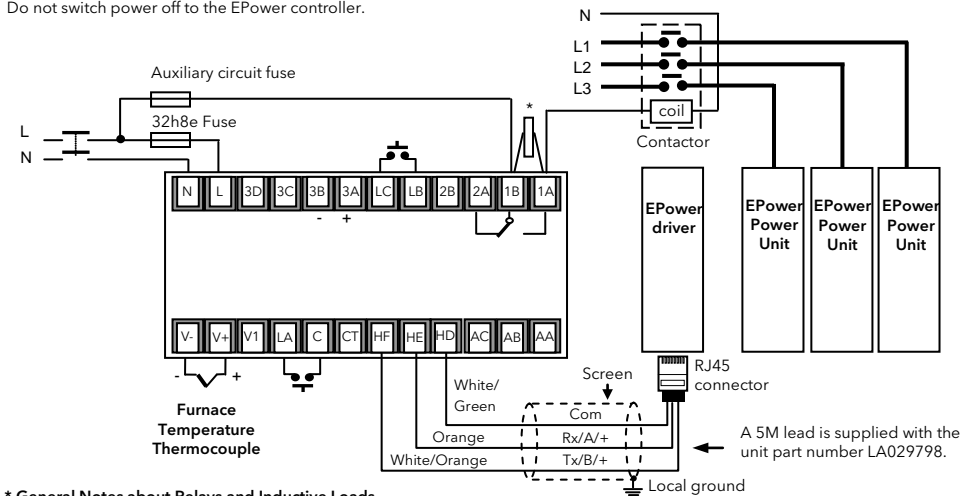 Do not switch power off to the EPower controller.
N
L1
L2
L3
Auxiliary circuit fuse
*
coil
32h8e Fuse
L
N
Contactor
N L 3D 3C 3B 3A LC LB 2B 2A 1B 1A
- +
EPower driver
EPower Power Unit
EPower Power Unit
EPower Power Unit
V- V+ V1 LA C CT HF HE HD AC AB AA
- +
Furnace
Temperature
Thermocouple
White/
Green
Orange
White/Orange
Screen
Com
Rx/A/+
Tx/B/+
RJ45
connector
A 5M lead is supplied with the
unit part number LA029798.
Local ground
* General Notes about Relays and Inductive Loads